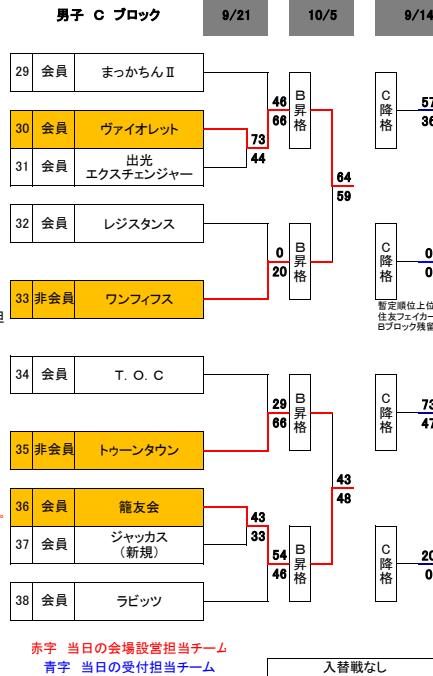 男子 C ブロック 9/21 10/5 9/14
29 会員 まっかちんⅡ
30 会員 ヴァイオレット
31 会員 出光
エクスチェンジャー
46
66
73
44
B昇格
C降格
57
36
64
59
32 会員 レジスタンス
33 非会員 ワンフィフス
0
20
B昇格
C降格
0
0
暫定順位上位
住友フェイカー
Bブロック残留
34 会員 T.O.C
35 非会員 トゥーンタウン
29
66
B昇格
C降格
73
47
43
48
36 会員 籠友会
37 会員 ジャッカス
(新規)
38 会員 ラビッツ
43
33
54
46
B昇格
C降格
20
0
赤字 当日の会場設営担当チーム
青字 当日の受付担当チーム
入替戦なし